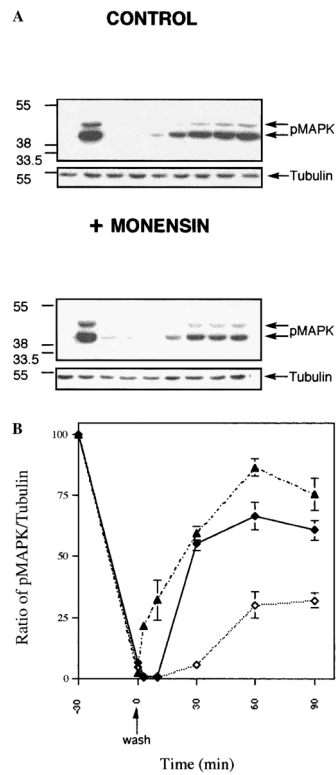 A
CONTROL
55
38
33.5
pMAPK
55
Tubulin
+ MONENSIN
55
38
33.5
pMAPK
55
Tubulin
B
Ratio of pMAPK/Tubulin
100
75
50
25
0
-30
0
30
60
90
wash
Time (min)